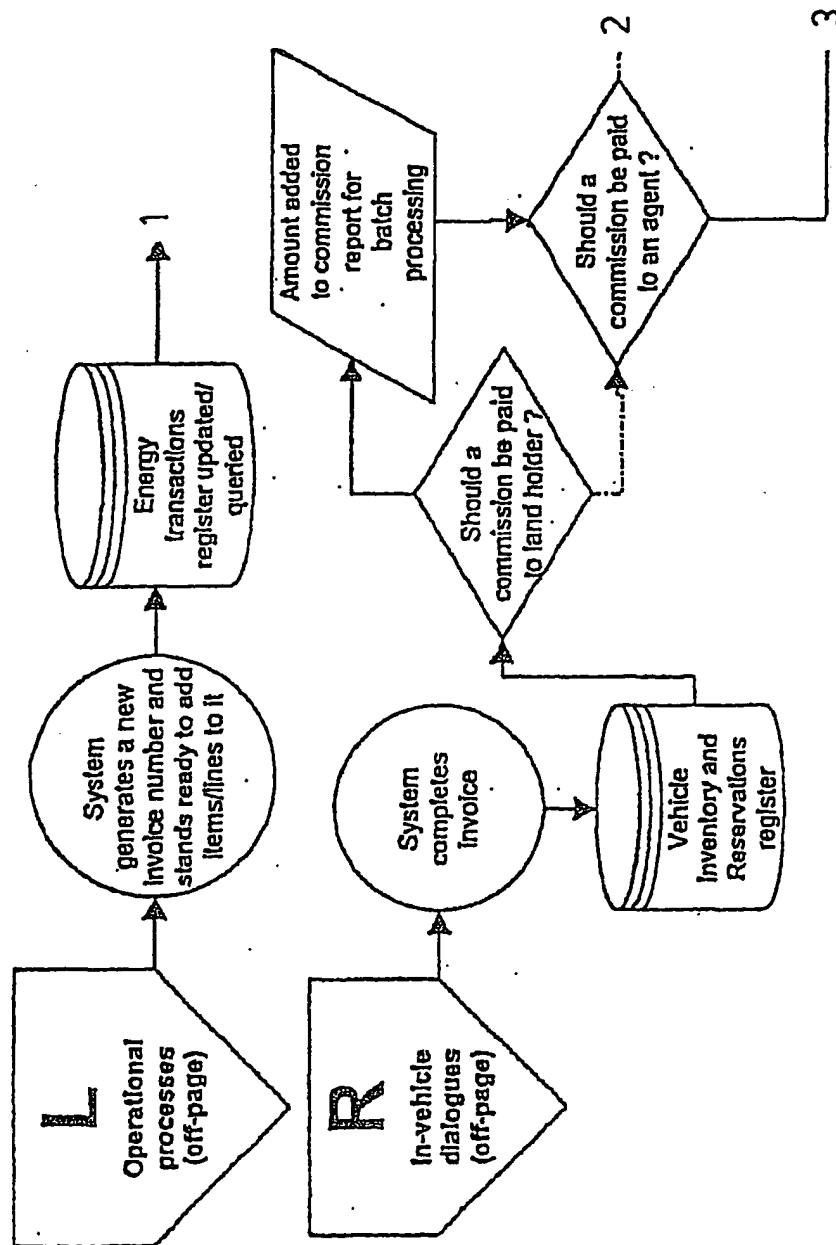 L
Operational
processes
(off-page)
System
generates a new
invoice number and
stands ready to add
items/lines to it
Energy
transactions
register updated/
queried
1
R
In-vehicle
dialogues
(off-page)
System
completes
invoice
Vehicle
Inventory and
Reservations
register
Should a
commission be paid
to land holder ?
Amount added
to commission
report for
batch
processing
Should a
commission be paid
to an agent ?
2
3